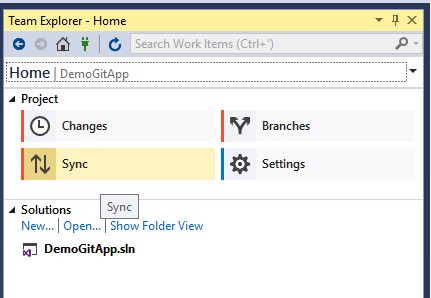 Team Explorer - Home
Search Work Items (Ctrl+')
Home | DemoGitApp
Project
Changes
Branches
Sync
Settings
Sync
Solutions
New... | Open... | Show Folder View
DemoGitApp.sln